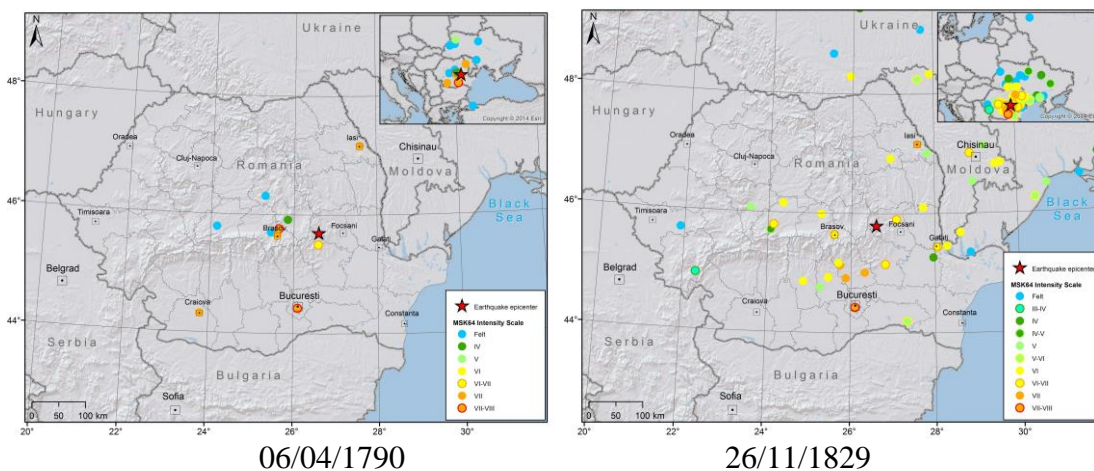 N
Ukraine
48°
Hungary
Oradea
Cluj-Napoca
Romania
Iasi
Chisinau
Moldova
46°
Timisoara
Brasov
Focsani
Galati
Black
Sea
Belgrad
Craiova
Bucuresti
Constanta
44°
Serbia
Bulgaria
Sofia
0 50 100 km
20° 22° 24° 26° 28° 30°
Copyright © 2014 Esri
Earthquake epicenter
MSK64 Intensity Scale
Felt
IV
V
VI
VI-VII
VII
VII-VIII
06/04/1790
N
Ukraine
48°
Hungary
Oradea
Cluj-Napoca
Romania
Iasi
Chisinau
Moldova
46°
Timisoara
Brasov
Focsani
Galati
Black
Sea
Belgrad
Craiova
Bucuresti
Constanta
44°
Serbia
Bulgaria
Sofia
0 50 100 km
20° 22° 24° 26° 28° 30°
Copyright © Esri
Earthquake epicenter
MSK64 Intensity Scale
Felt
III-IV
IV
IV-V
V
V-VI
VI
VI-VII
VII
VII-VIII
26/11/1829